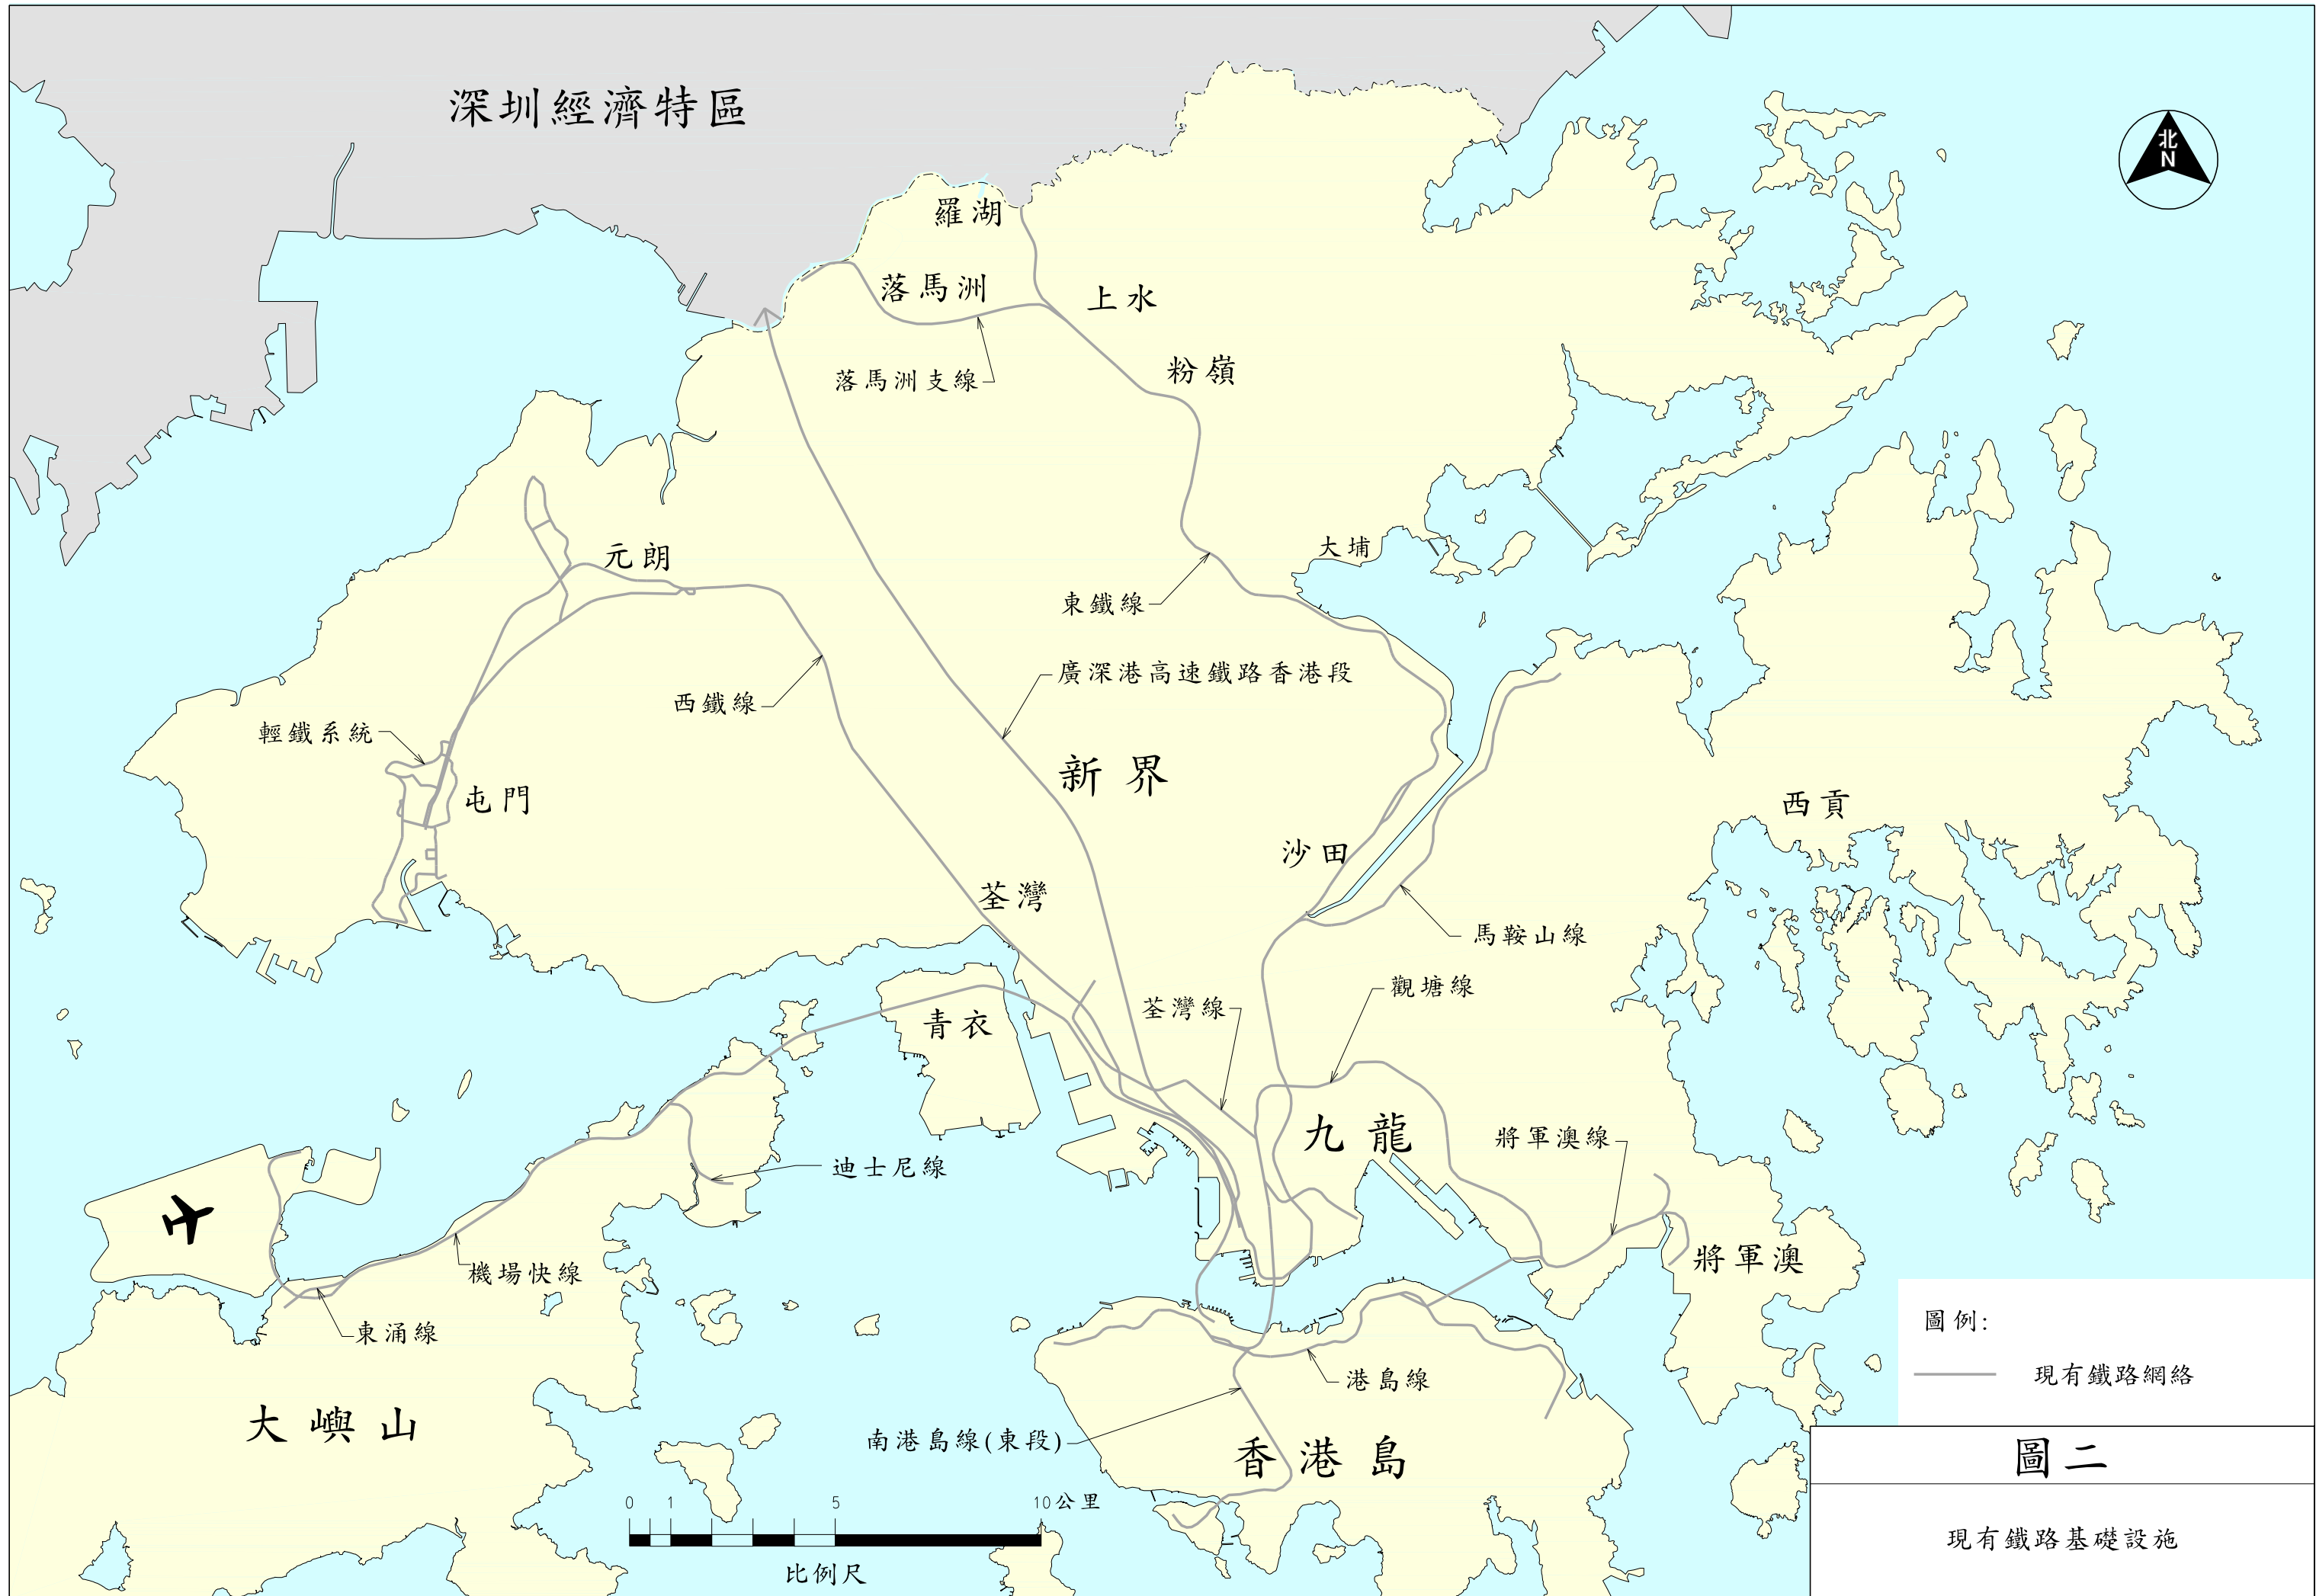 深圳經濟特區
北
N
羅湖
落馬洲
上水
落馬洲支線
粉嶺
元朗
大埔
東鐵線
廣深港高速鐵路香港段
西鐵線
輕鐵系統
新界
屯門
西貢
沙田
荃灣
馬鞍山線
觀塘線
荃灣線
青衣
九龍
將軍澳線
迪士尼線
將軍澳
機場快線
東涌線
圖例:
現有鐵路網絡
港島線
大嶼山
南港島線(東段)
香港島
圖二
0 1 5 10公里
比例尺
現有鐵路基礎設施